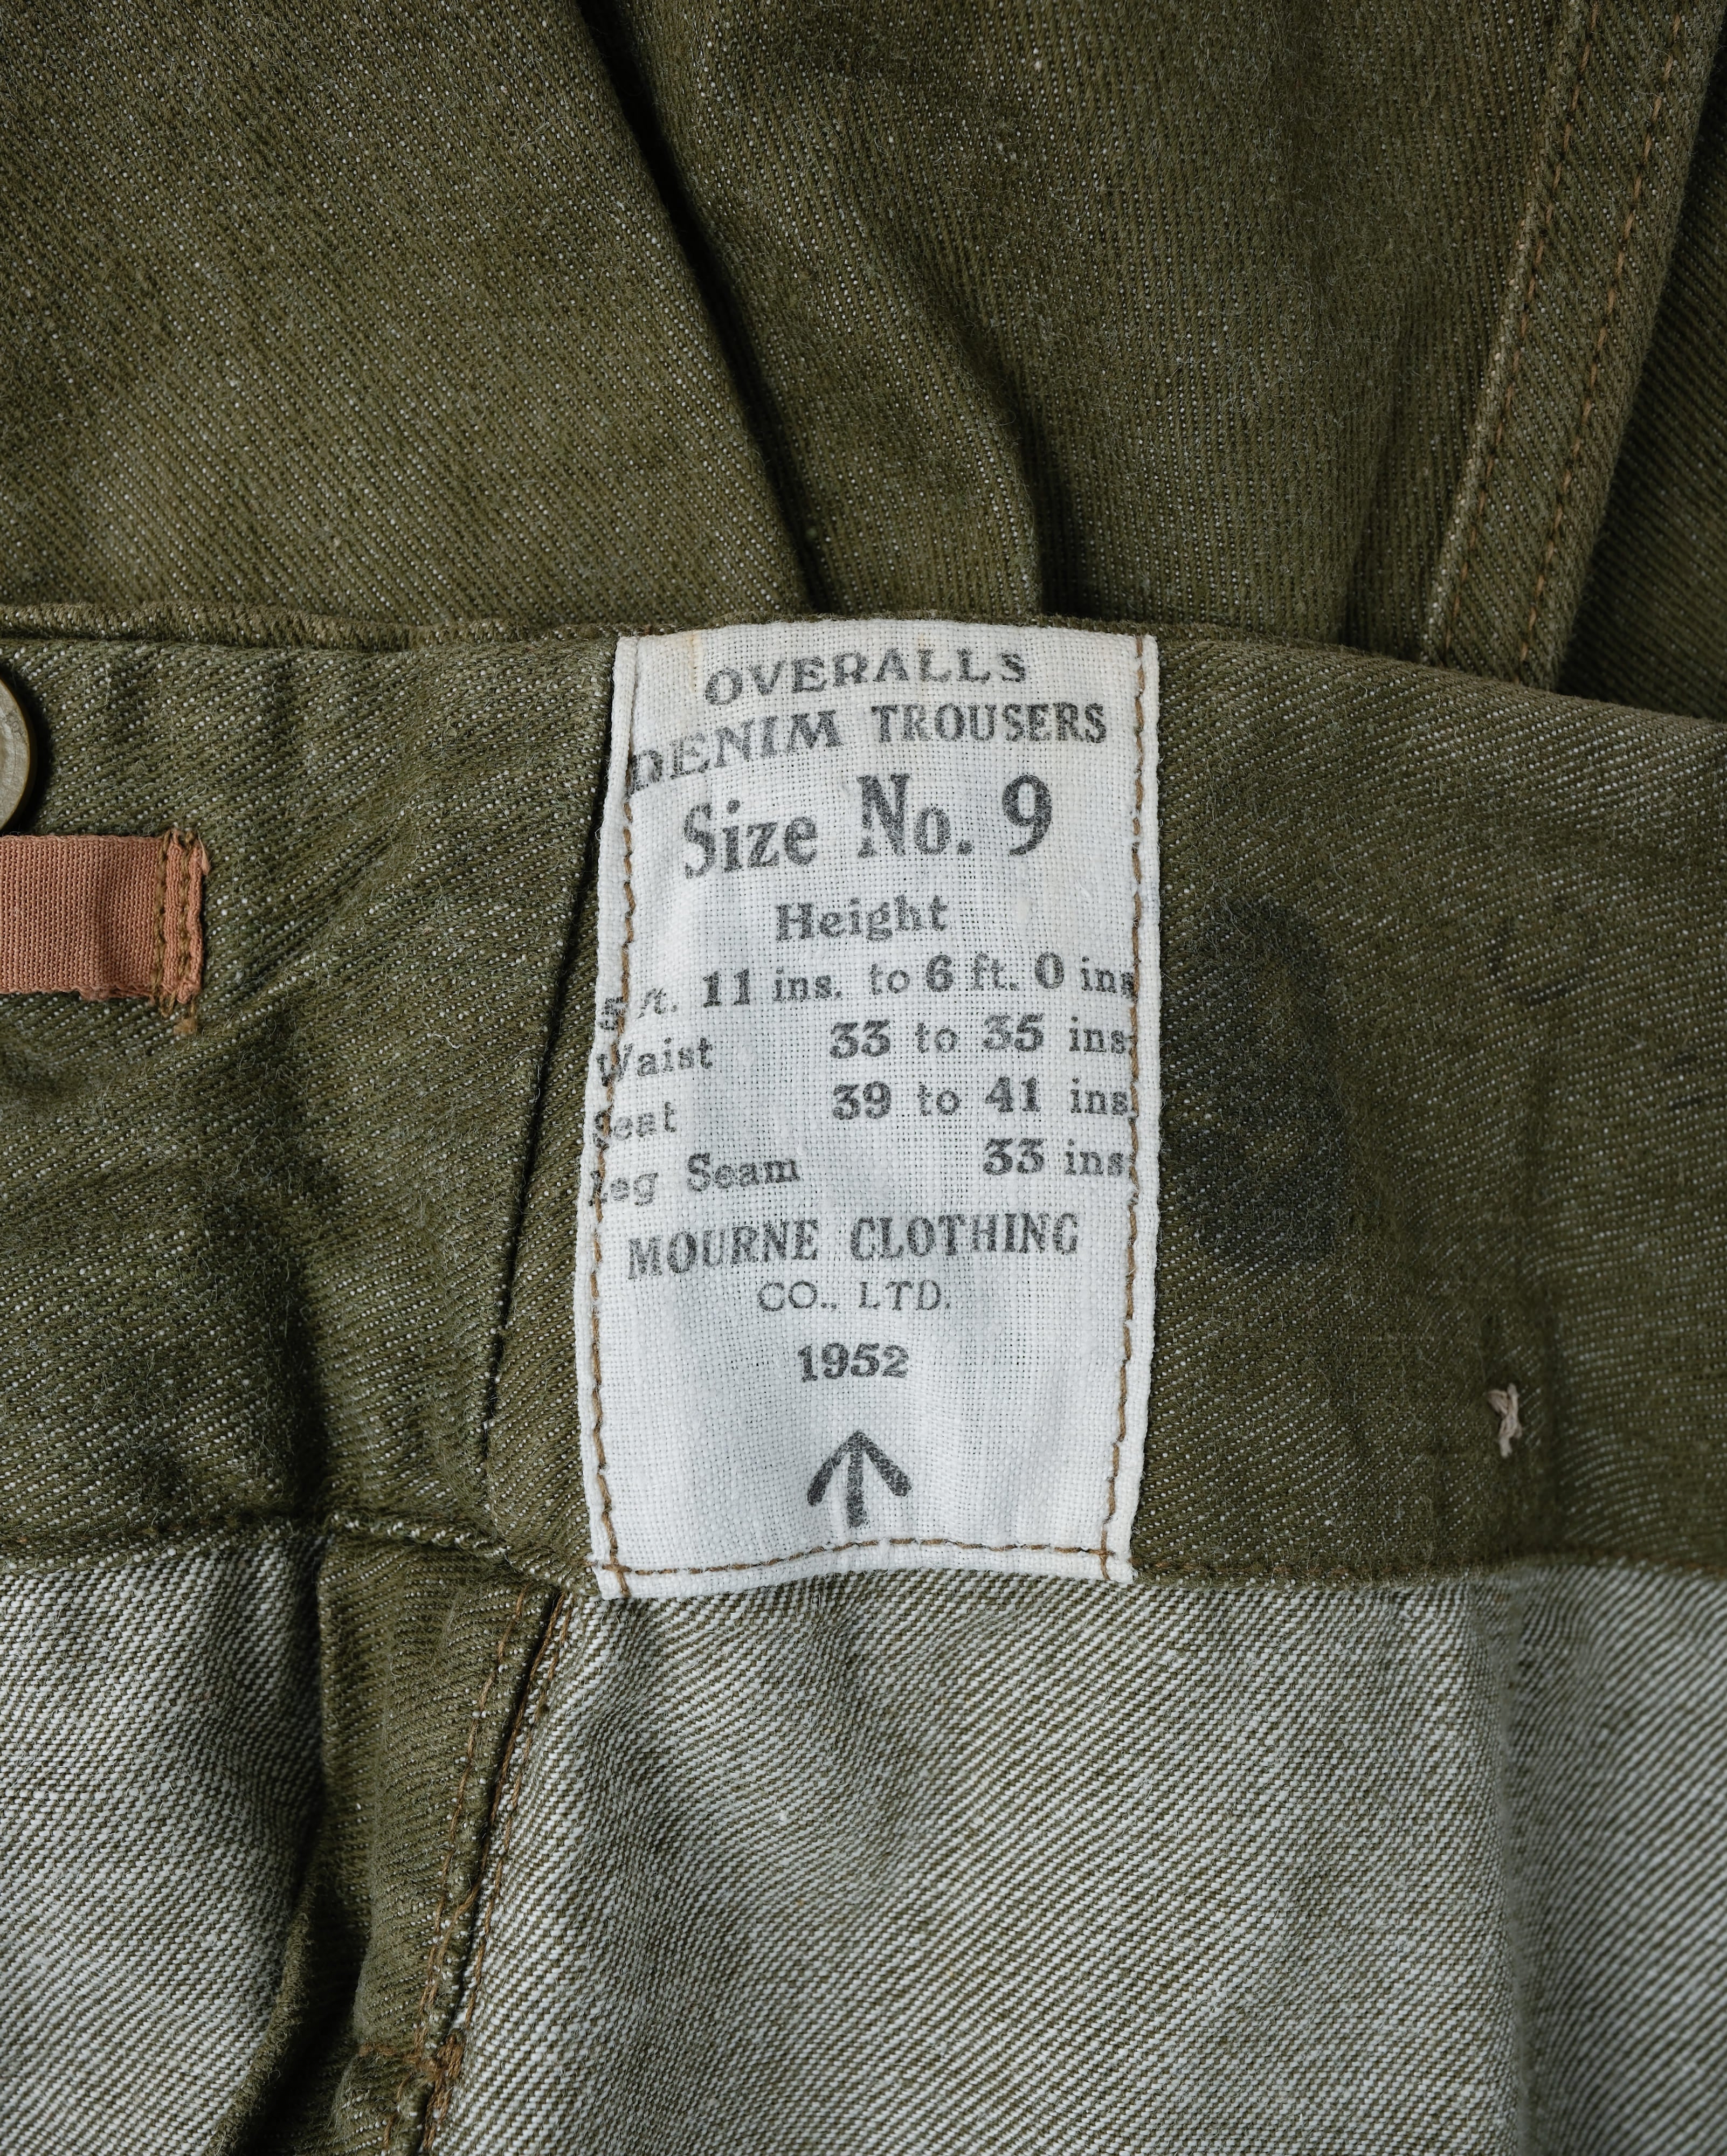 OVERALLS
DENIM TROUSERS
Size No. 9
Height
5 ft. 11 ins. to 6 ft. 0 ins
Waist 33 to 35 ins.
Seat 39 to 41 ins.
Leg Seam 33 ins
MOURNE CLOTHING
CO., LTD.
1952